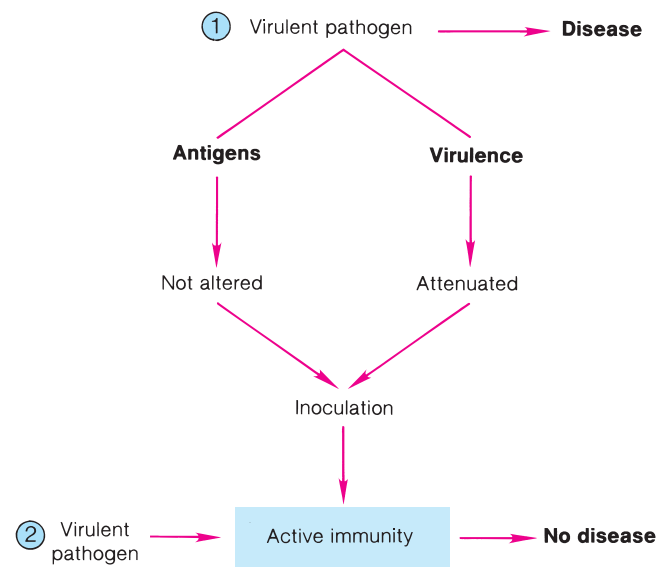 1 Virulent pathogen Disease
Antigens Virulence
Not altered Attenuated
Inoculation
2 Virulent
pathogen
Active immunity No disease